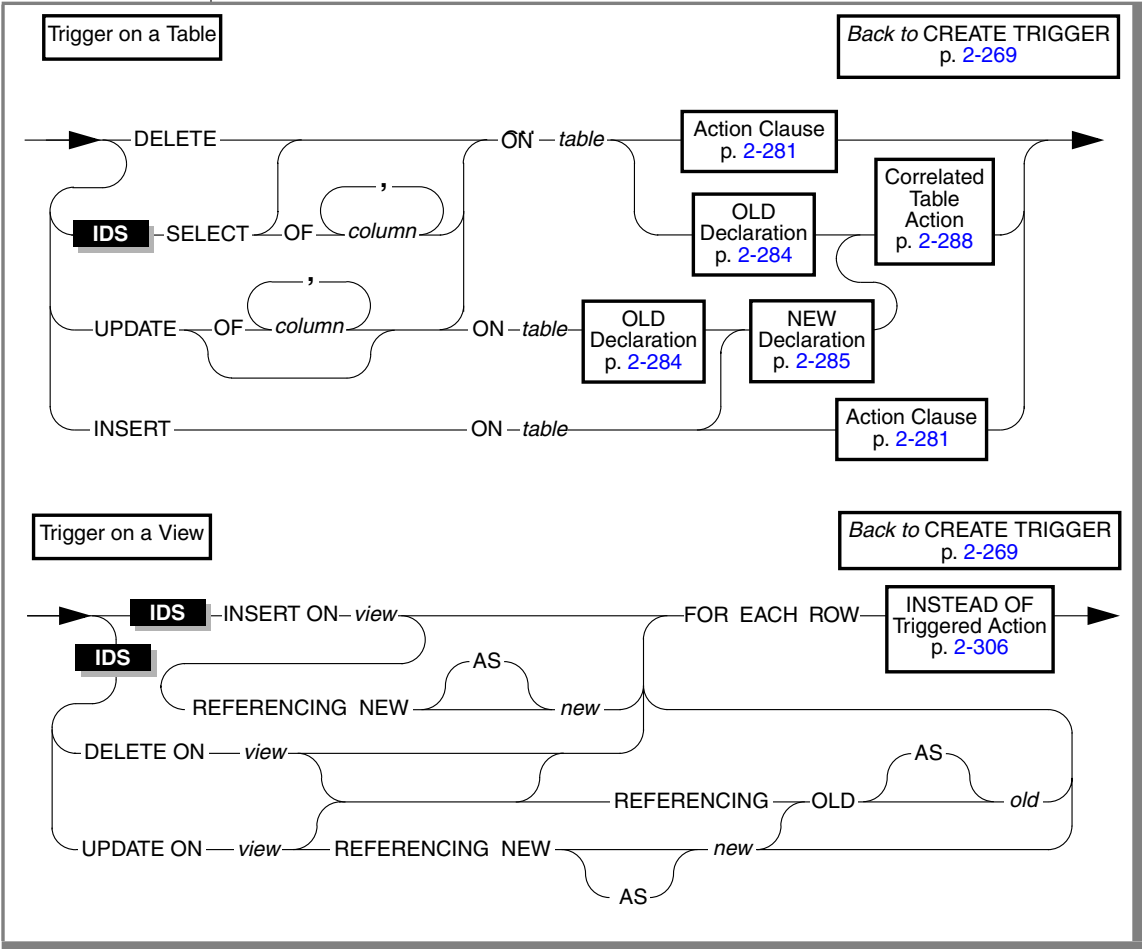 Trigger on a Table
Back to CREATE TRIGGER
p. 2-269
DELETE
ON table
Action Clause
p. 2-281
IDS SELECT OF column
,
OLD
Declaration
p. 2-284
Correlated
Table
Action
p. 2-288
UPDATE OF column
,
ON table
OLD
Declaration
p. 2-284
NEW
Declaration
p. 2-285
INSERT
ON table
Action Clause
p. 2-281
Trigger on a View
Back to CREATE TRIGGER
p. 2-269
IDS INSERT ON view
FOR EACH ROW
INSTEAD OF
Triggered Action
p. 2-306
IDS
AS
REFERENCING NEW new
DELETE ON view
AS
REFERENCING OLD old
UPDATE ON view REFERENCING NEW new
AS